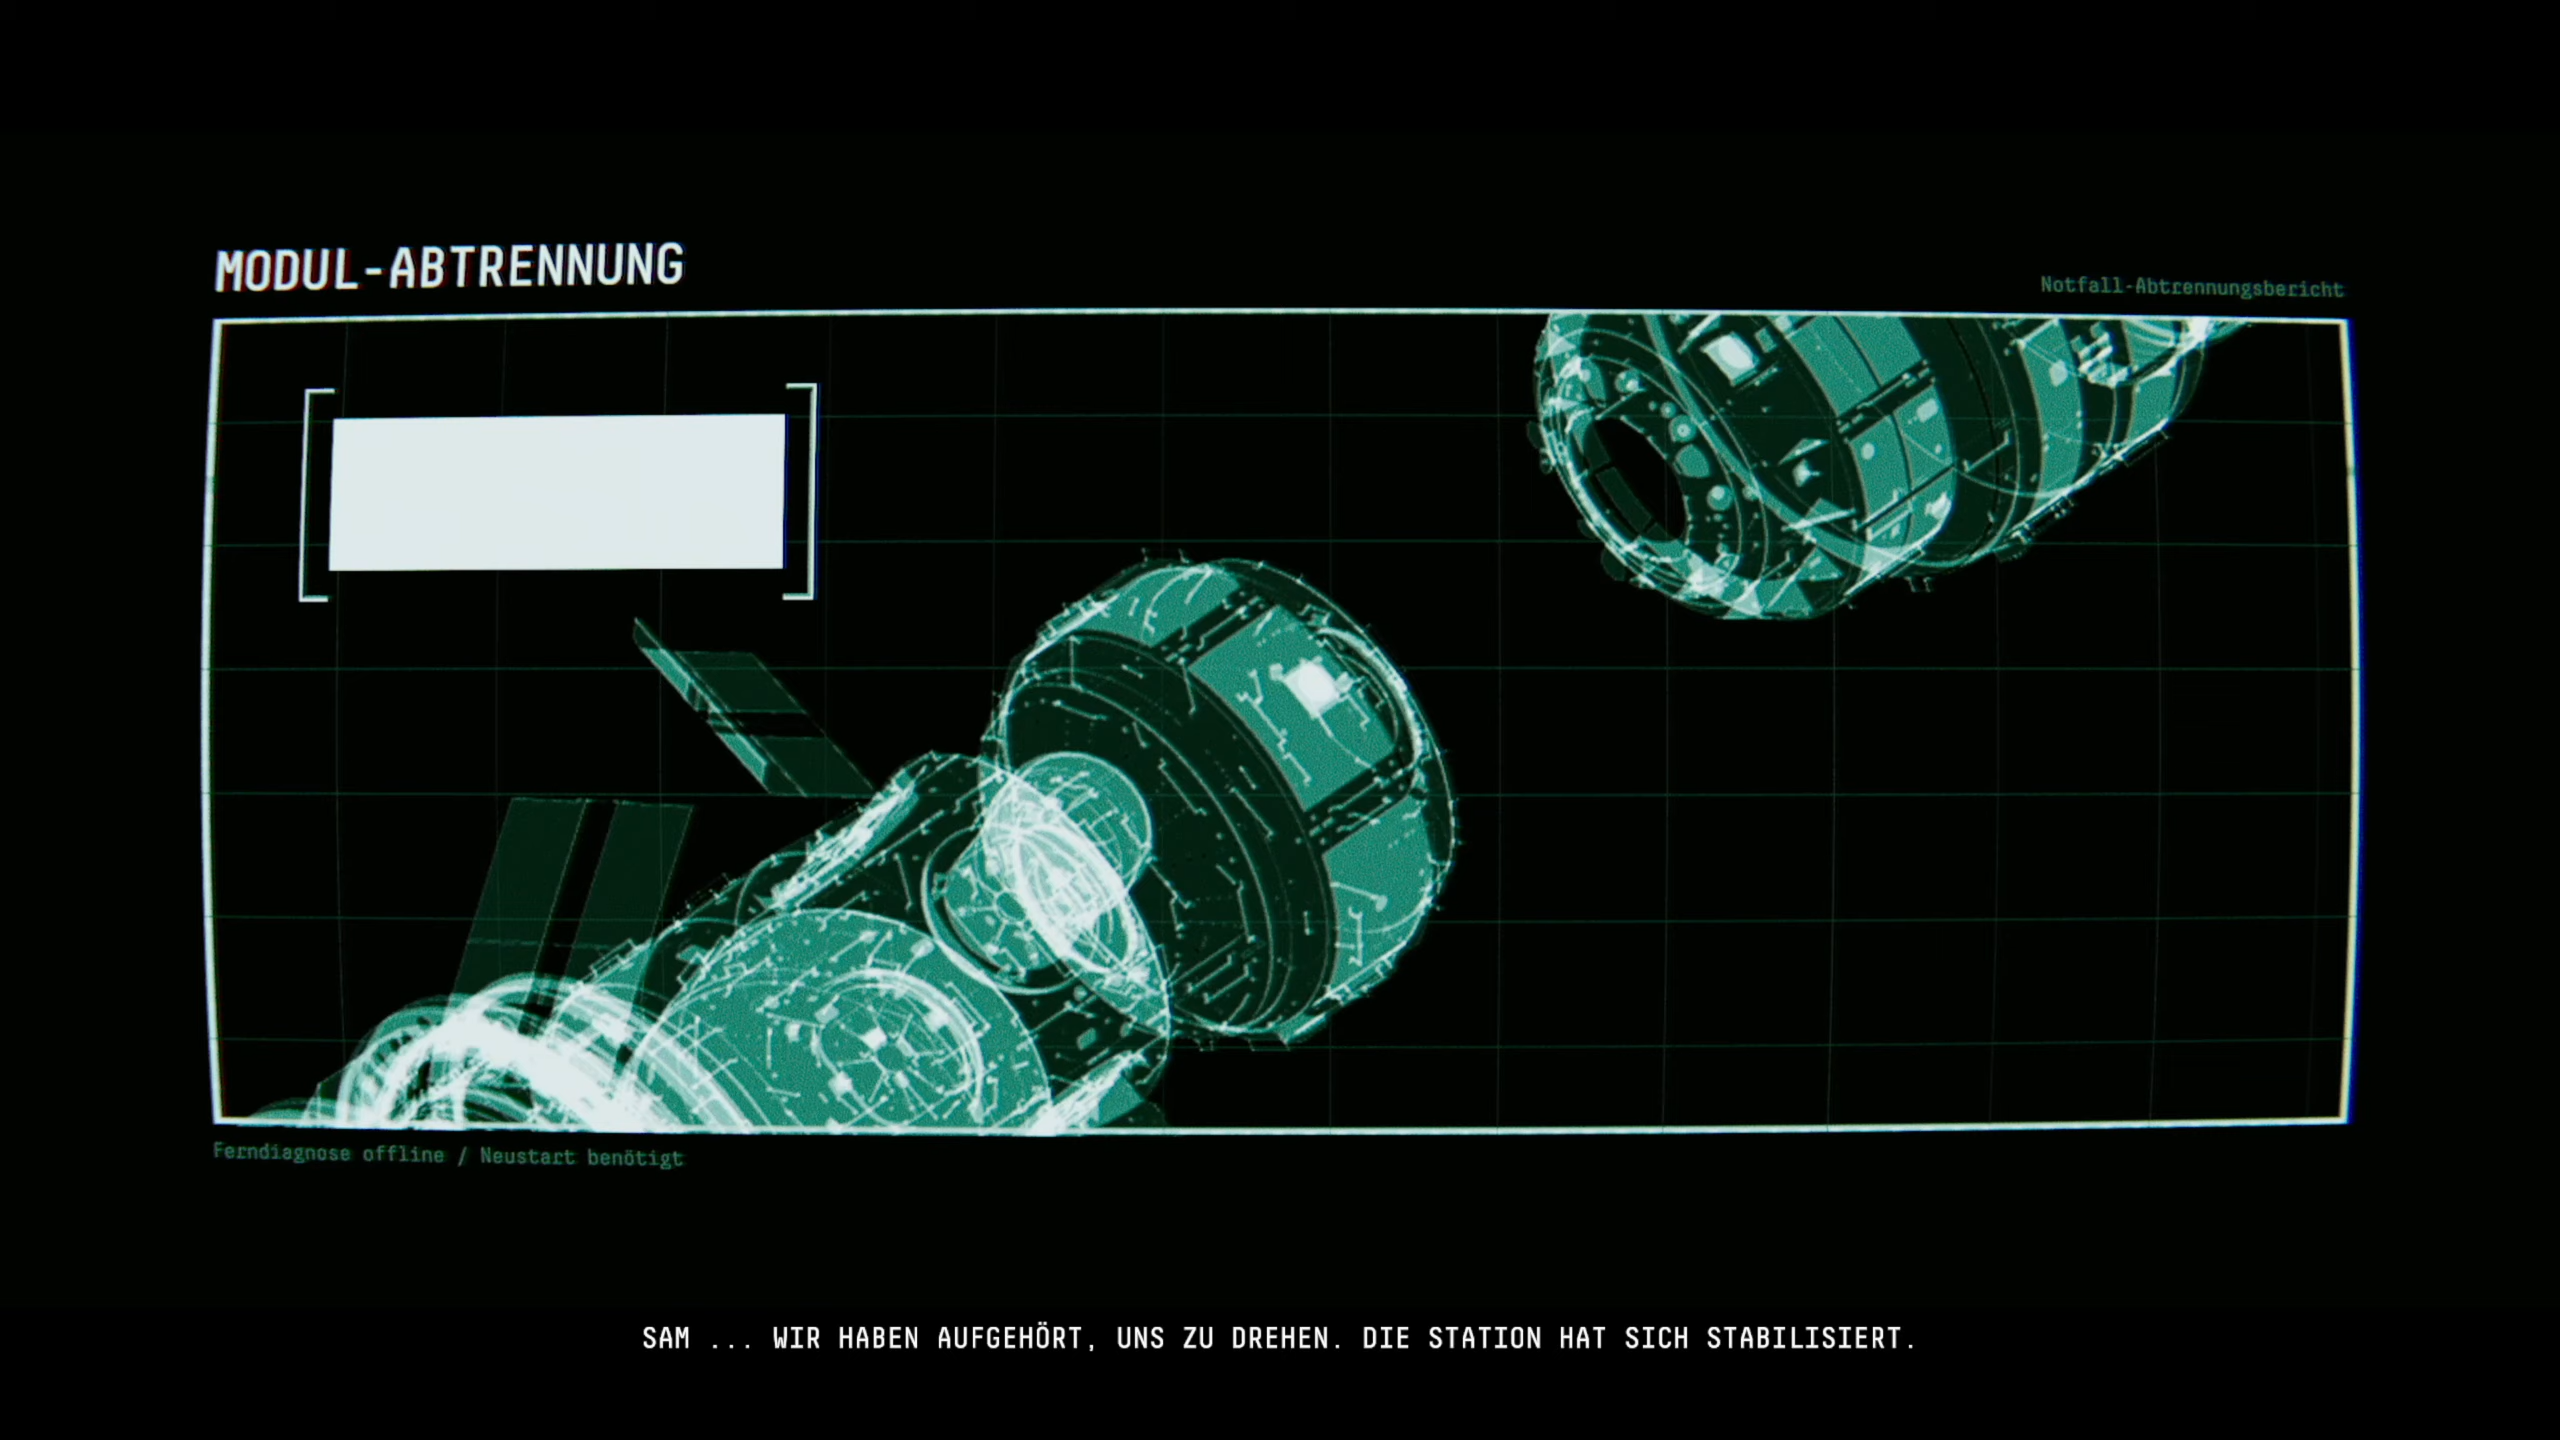 MODUL-ABTRENNUNG
Notfall-Abtrennungsbericht
Ferndiagnose offline / Neustart benötigt
SAM ... WIR HABEN AUFGEHÖRT, UNS ZU DREHEN. DIE STATION HAT SICH STABILISIERT.